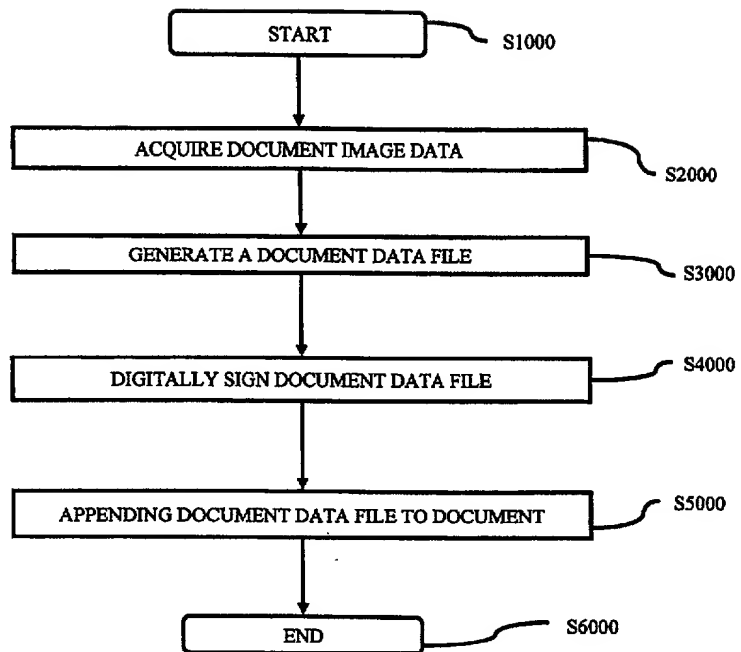 START
S1000
ACQUIRE DOCUMENT IMAGE DATA
S2000
GENERATE A DOCUMENT DATA FILE
S3000
DIGITALLY SIGN DOCUMENT DATA FILE
S4000
APPENDING DOCUMENT DATA FILE TO DOCUMENT
S5000
END
S6000